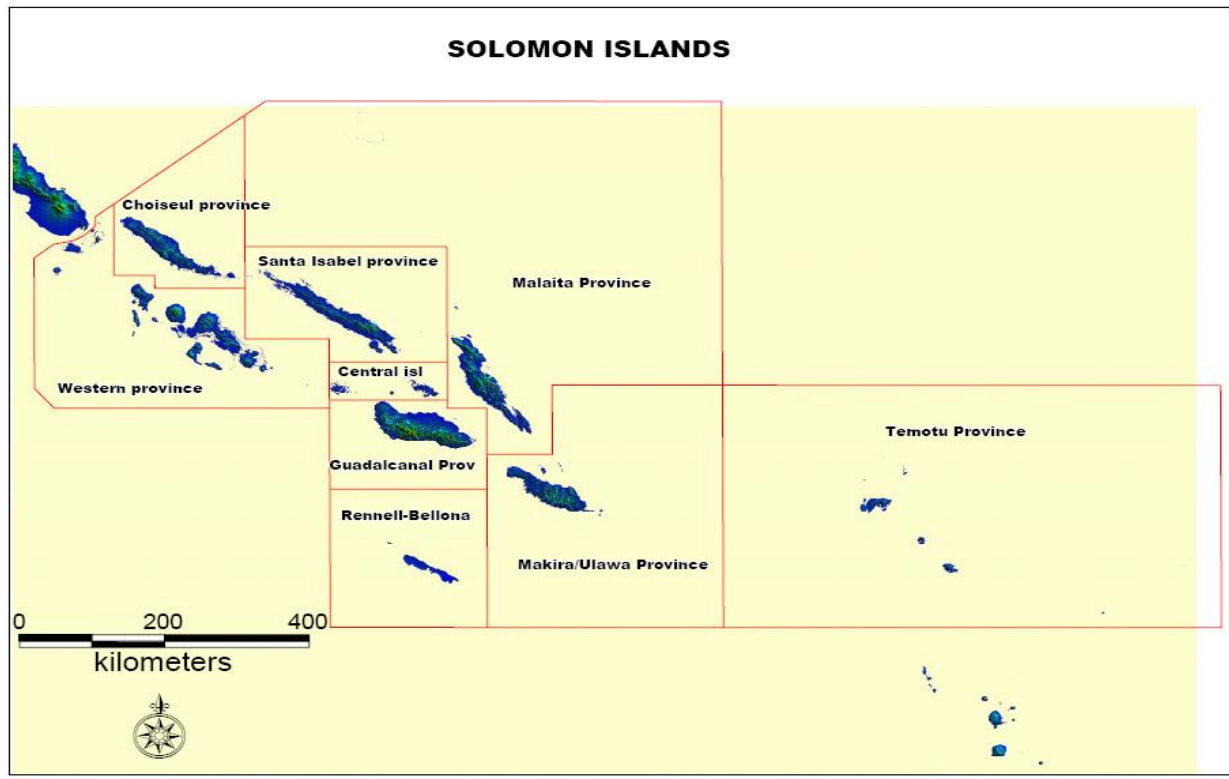 SOLOMON ISLANDS
Choiseul province
Santa Isabel province
Malaita Province
Central isl
Western province
Temotu Province
Guadalcanal Prov
Rennell-Bellona
Makira/Ulawa Province
0 200 400
kilometers